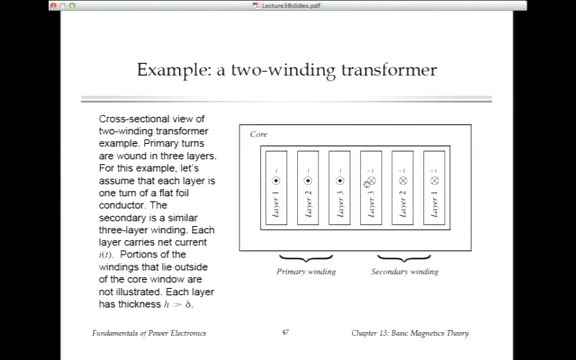 Lecture38slides.pdf
Example: a two-winding transformer
Cross-sectional view of
two-winding transformer
example. Primary turns
are wound in three layers.
For this example, let's
assume that each layer is
one turn of a flat foil
conductor. The
secondary is a similar
three-layer winding. Each
layer carries net current
i(t). Portions of the
windings that lie outside
of the core window are
not illustrated. Each layer
has thickness h > δ.
Core
Layer 1
Layer 2
Layer 3
Layer 3
Layer 2
Layer 1
Primary winding
Secondary winding
Fundamentals of Power Electronics
47
Chapter 13: Basic Magnetics Theory